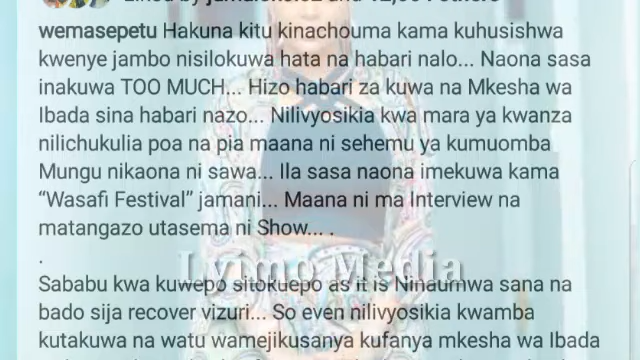 wemasepetu Hakuna kitu kinachouma kama kuhusishwa
kwenye jambo nisilokuwa hata na habari nalo... Naona sasa
inakuwa TOO MUCH... Hizo habari za kuwa na Mkesha wa
Ibada sina habari nazo... Nilivyosikia kwa mara ya kwanza
nilichukulia poa na pia maana ni sehemu ya kumuomba
Mungu nikaona ni sawa... Ila sasa naona imekuwa kama
“Wasafi Festival” jamani... Maana ni ma Interview na
matangazo utasema ni Show... .
.
Lyimo Media
Sababu kwa kuwepo sitokuepo as it is Ninaumwa sana na
bado sija recover vizuri... So even nilivyosikia kwamba
kutakuwa na watu wamejikusanya kufanya mkesha wa Ibada